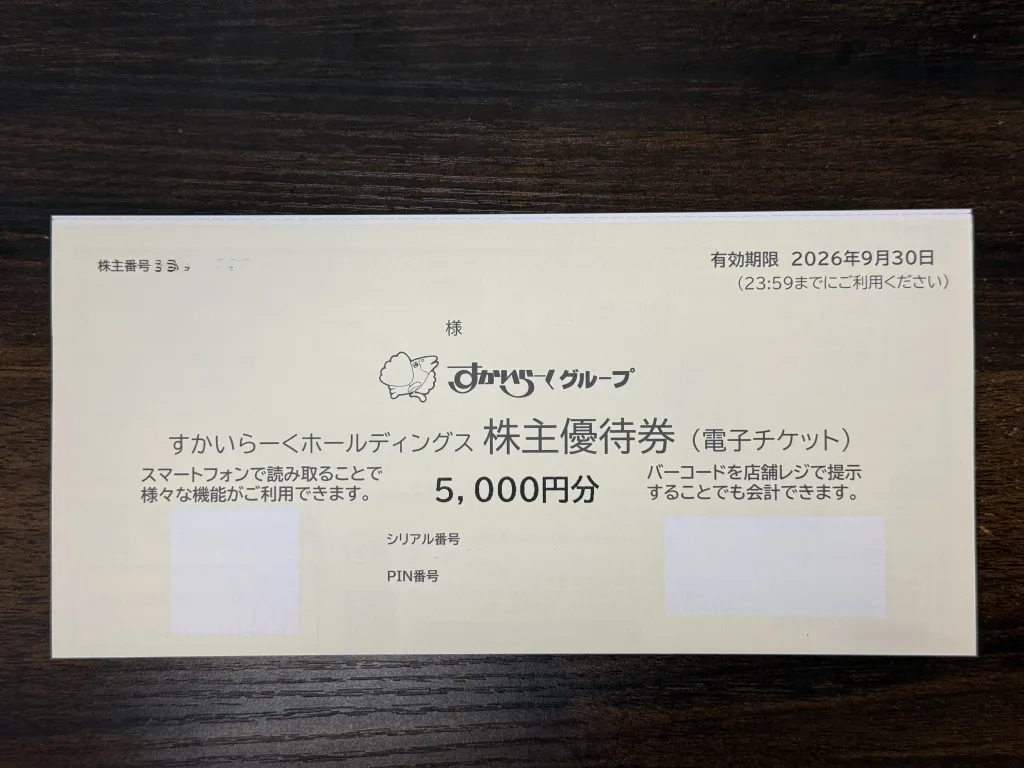 株主番号
有効期限 2026年9月30日
（23:59までにご利用ください）
様
すかいらーくグループ
すかいらーくホールディングス 株主優待券（電子チケット）
スマートフォンで読み取ることで
様々な機能がご利用できます。
5,000円分
バーコードを店舗レジで提示
することでも会計できます。
シリアル番号
PIN番号